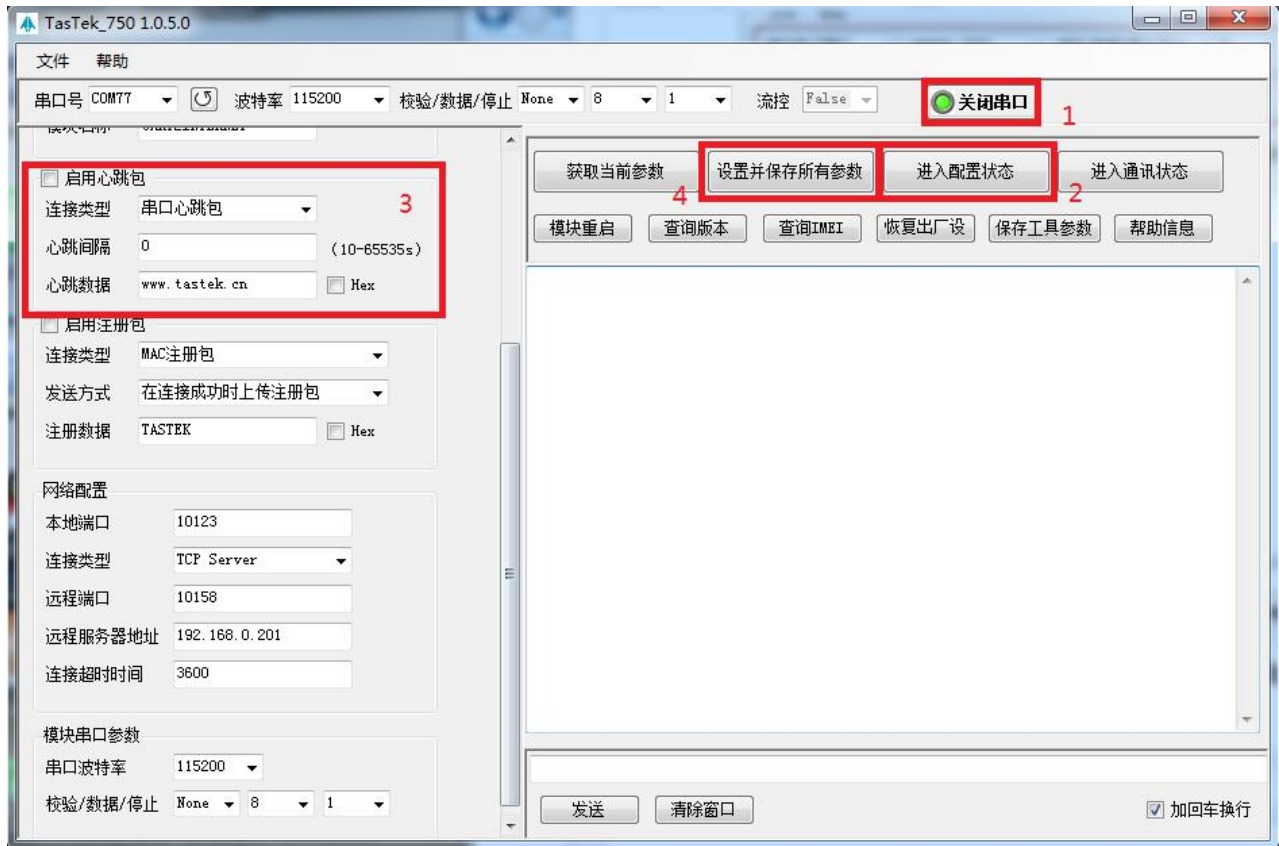 TasTek_750 1.0.5.0
文件 帮助
串口号 COM77 波特率 115200 校验/数据/停止 None 8 1 流控 False 关闭串口
1
获取当前参数 设置并保存所有参数 进入配置状态 进入通讯状态
4 2
模块重启 查询版本 查询IMEI 恢复出厂设 保存工具参数 帮助信息
启用心跳包
连接类型 串口心跳包
3
心跳间隔 0 (10-65535s)
心跳数据 www.tastek.cn Hex
启用注册包
连接类型 MAC注册包
发送方式 在连接成功时上传注册包
注册数据 TASTEK Hex
网络配置
本地端口 10123
连接类型 TCP Server
远程端口 10158
远程服务器地址 192.168.0.201
连接超时时间 3600
模块串口参数
串口波特率 115200
校验/数据/停止 None 8 1
发送 清除窗口 加回车换行